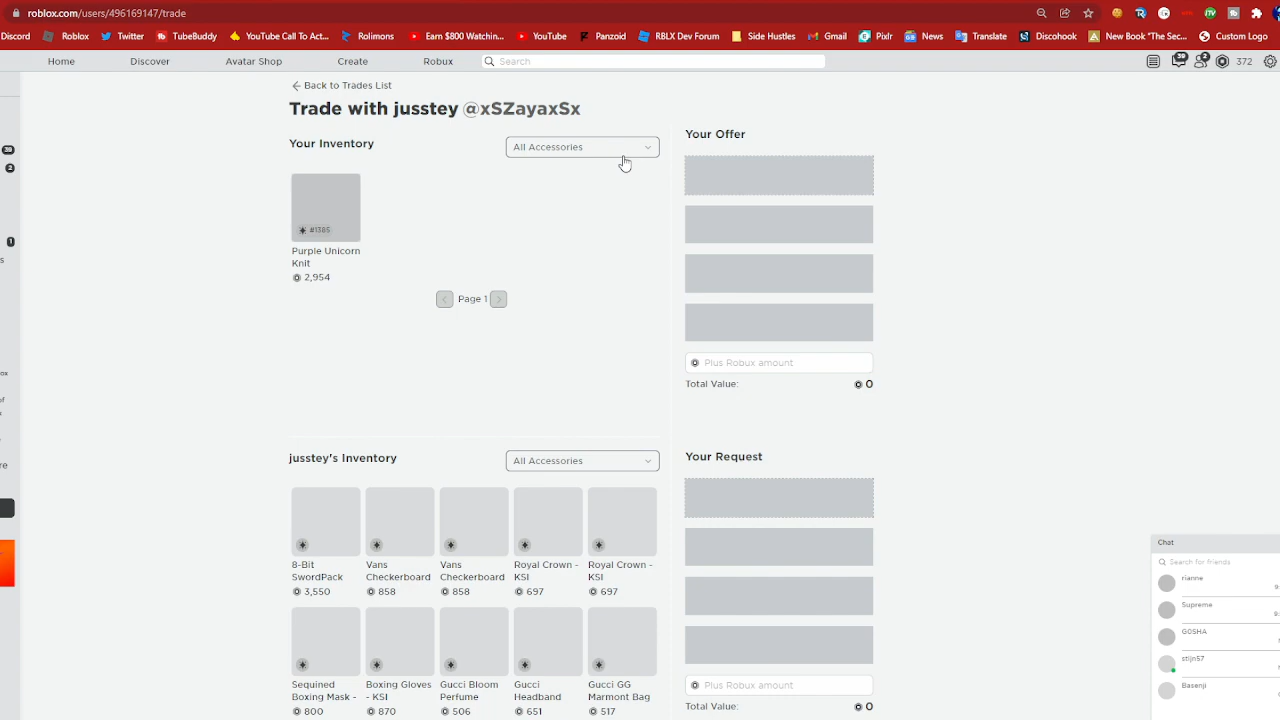 roblox.com/users/496169147/trade
Discord Roblox Twitter TubeBuddy YouTube Call To Act... Rolimons Earn $800 Watchin... YouTube Panzoid RBLX Dev Forum Side Hustles Gmail Pixlr News Translate Discohook New Book "The Sec... Custom Logo
Home Discover Avatar Shop Create Robux Search 39 2 372
Back to Trades List
Trade with jusstey @xSZayaxSx
Your Inventory
All Accessories
#1385
Purple Unicorn
Knit
2,954
Page 1
Your Offer
Plus Robux amount
Total Value: 0
jusstey's Inventory
All Accessories
8-Bit
SwordPack
3,550
Vans
Checkerboard
858
Vans
Checkerboard
858
Royal Crown -
KSI
697
Royal Crown -
KSI
697
Sequined
Boxing Mask -
800
Boxing Gloves
- KSI
870
Gucci Bloom
Perfume
506
Gucci
Headband
651
Gucci GG
Marmont Bag
517
Your Request
Plus Robux amount
Total Value: 0
Chat
Search for friends
rianne
Supreme
G0SHA
stijn57
Basenji